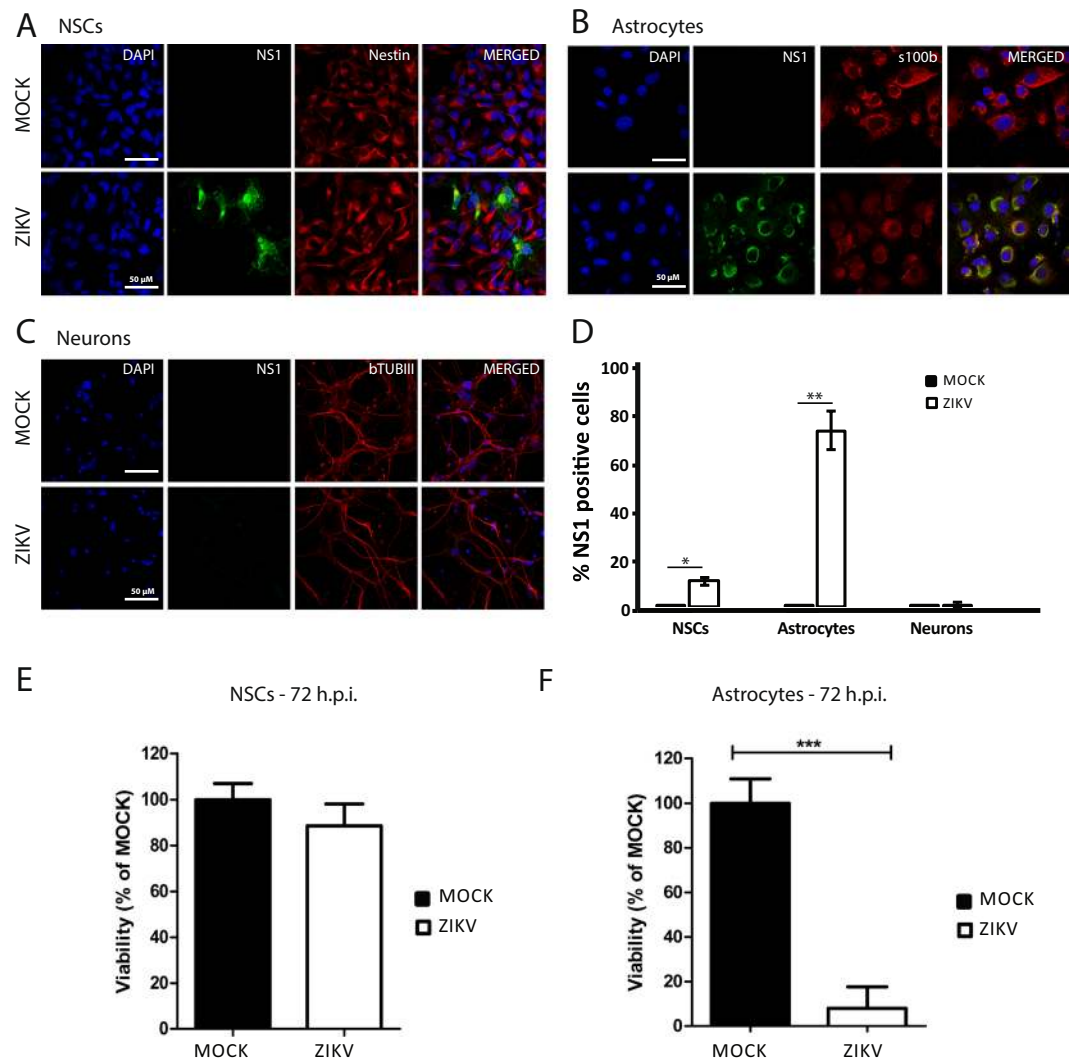 A NSCs
DAPI NS1 Nestin MERGED
MOCK
ZIKV
50 µM
B Astrocytes
DAPI NS1 s100b MERGED
50 µM
C Neurons
DAPI NS1 bTUBIII MERGED
MOCK
ZIKV
50 µM
D
% NS1 positive cells
100
80
60
40
20
0
MOCK
ZIKV
*
**
NSCs Astrocytes Neurons
E
NSCs - 72 h.p.i.
Viability (% of MOCK)
120
100
80
60
40
20
0
MOCK ZIKV
MOCK
ZIKV
F
Astrocytes - 72 h.p.i.
***
Viability (% of MOCK)
120
100
80
60
40
20
0
MOCK ZIKV
MOCK
ZIKV